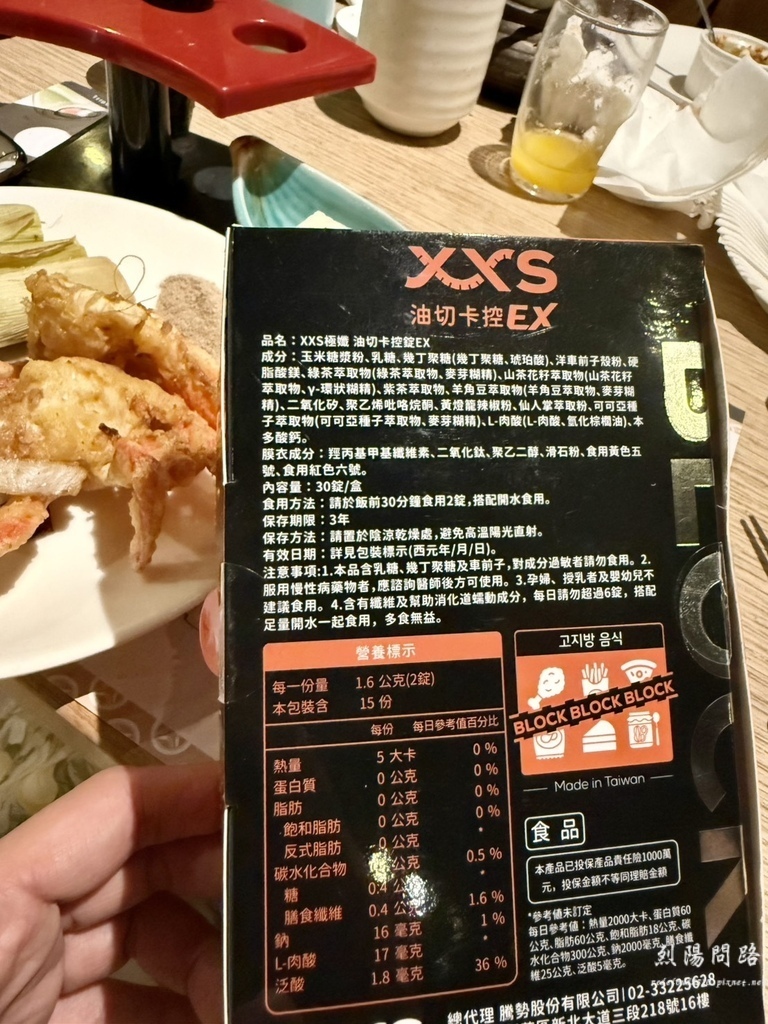 XXS
油切卡控EX
品名：XXS極孅 油切卡控錠EX
成分：玉米糖漿粉、乳糖、幾丁聚糖(幾丁聚糖、琥珀酸)、洋車前子殼粉、硬
脂酸鎂、綠茶萃取物(綠茶萃取物、麥芽糊精)、山茶花籽萃取物(山茶花籽
萃取物、γ-環狀糊精)、紫茶萃取物、羊角豆萃取物(羊角豆萃取物、麥芽糊
精)、二氧化矽、聚乙烯吡咯烷酮、黃燈籠辣椒粉、仙人掌萃取粉、可可亞種
子萃取物(可可亞種子萃取物、麥芽糊精)、L-肉酸(L-肉酸、氫化棕櫚油)、本
多酸鈣。
膜衣成分：羥丙基甲基纖維素、二氧化鈦、聚乙二醇、滑石粉、食用黃色五
號、食用紅色六號。
內容量：30錠/盒
食用方法：請於飯前30分鐘食用2錠，搭配開水食用。
保存期限：3年
保存方法：請置於陰涼乾燥處，避免高溫陽光直射。
有效日期：詳見包裝標示(西元年/月/日)。
注意事項：1.本品含乳糖、幾丁聚糖及車前子，對成分過敏者請勿食用。2.
服用慢性病藥物者，應諮詢醫師後方可使用。3.孕婦、授乳者及嬰幼兒不
建議食用。4.含有纖維及幫助消化道蠕動成分，每日請勿超過6錠，搭配
足量開水一起食用，多食無益。
營養標示
每一份量 1.6 公克(2錠)
本包裝含 15 份
每份 每日參考值百分比
熱量 5 大卡 0 %
蛋白質 0 公克 0 %
脂肪 0 公克 0 %
飽和脂肪 0 公克 0 %
反式脂肪 0 公克 *
碳水化合物 公克 0.5 %
糖 0.4 公克 *
膳食纖維 0.4 公克 1.6 %
鈉 16 毫克 1 %
L-肉酸 17 毫克 *
泛酸 1.8 毫克 36 %
고지방 음식
BLOCK BLOCK BLOCK
Made in Taiwan
食品
本產品已投保產品責任險1000萬
元，投保金額不等同理賠金額
*參考值未訂定
每日參考值：熱量2000大卡、蛋白質60
公克、脂肪60公克、飽和脂肪18公克、碳
水化合物300公克、鈉2000毫克、膳食纖
維25公克、泛酸5毫克。
總代理 騰勢股份有限公司|02-33225628
新北大道三段218號16樓
烈陽問路